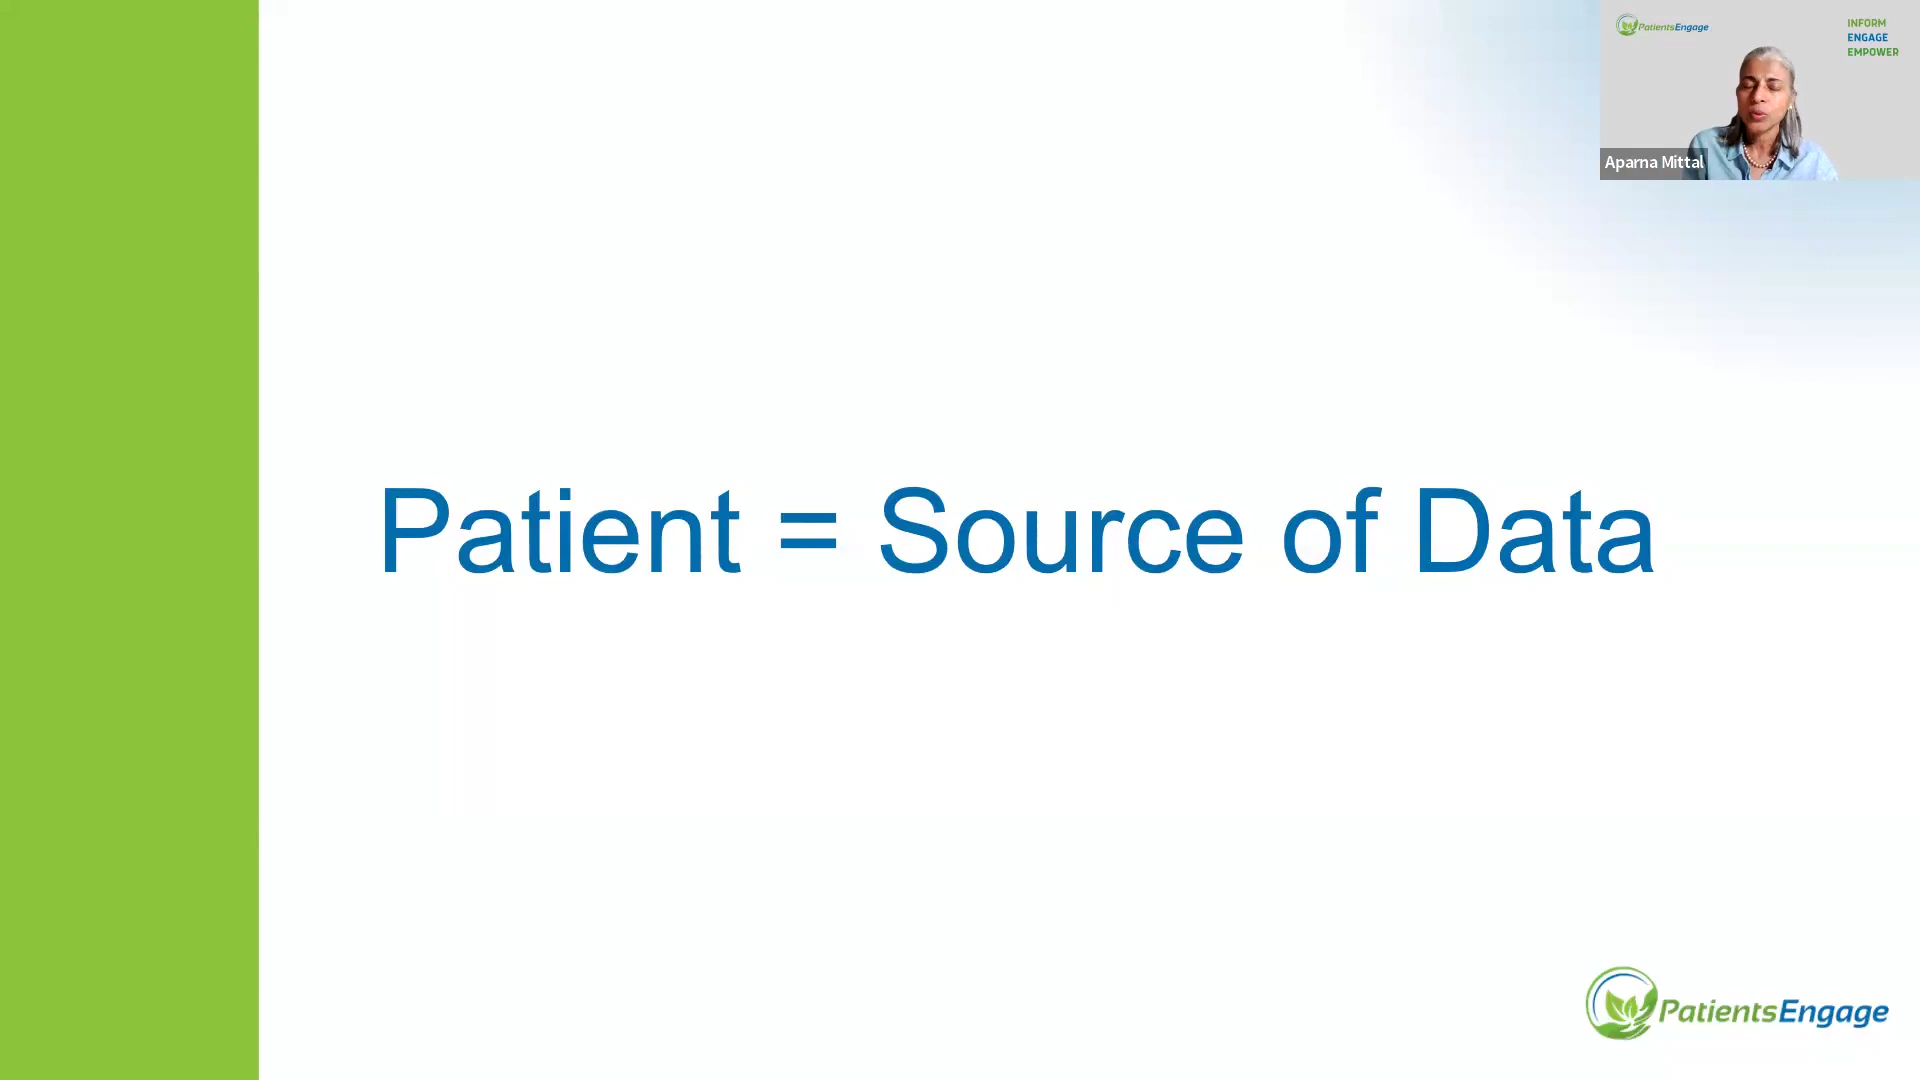 PatientsEngage
INFORM
ENGAGE
EMPOWER
Aparna Mittal
Patient = Source of Data
PatientsEngage